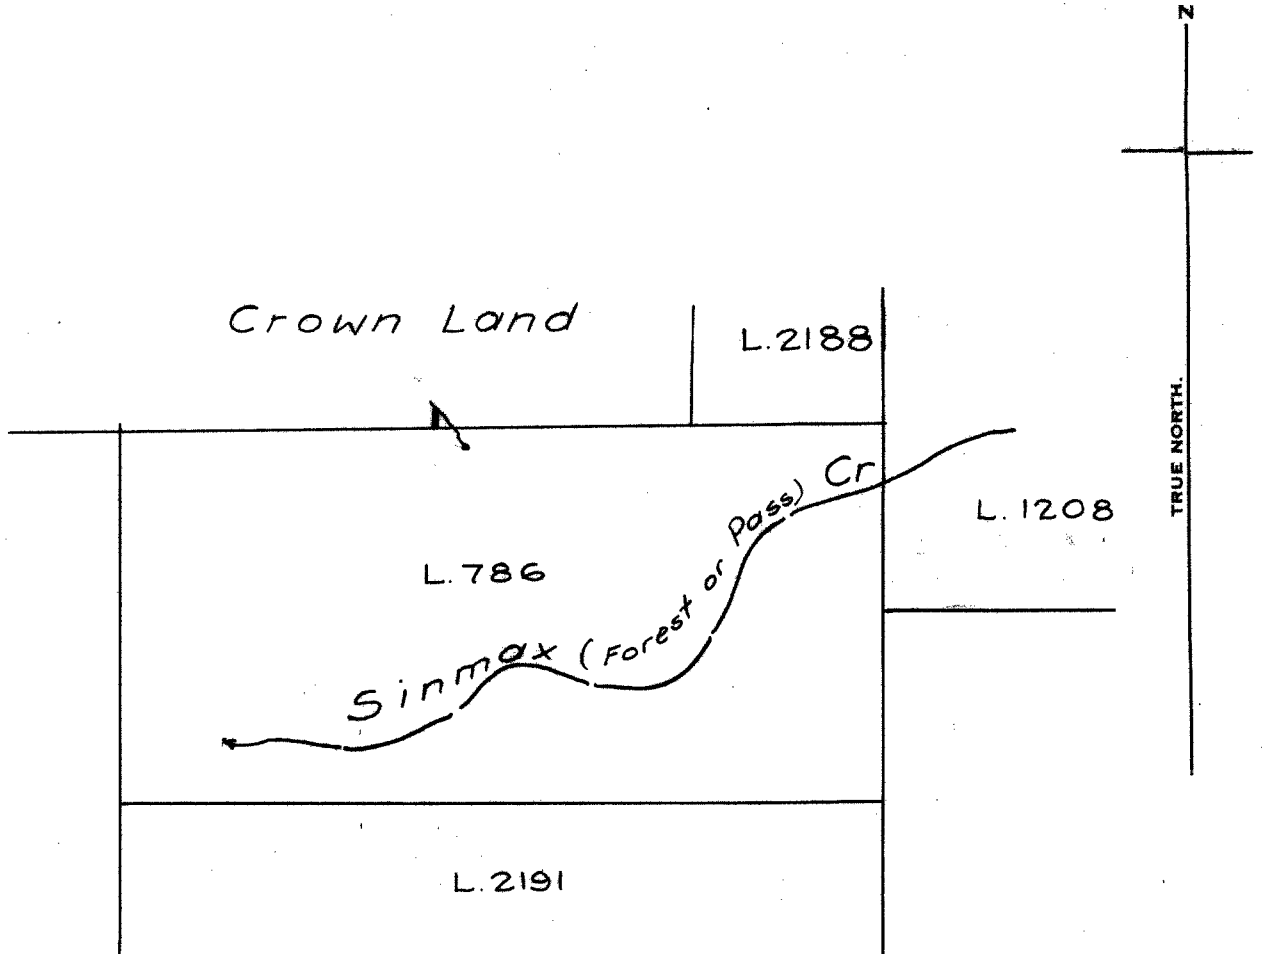 N
Crown Land
L.2188
TRUE NORTH.
L.1208
L.786
Sinmax (Forest or Pass) Cr
L.2191